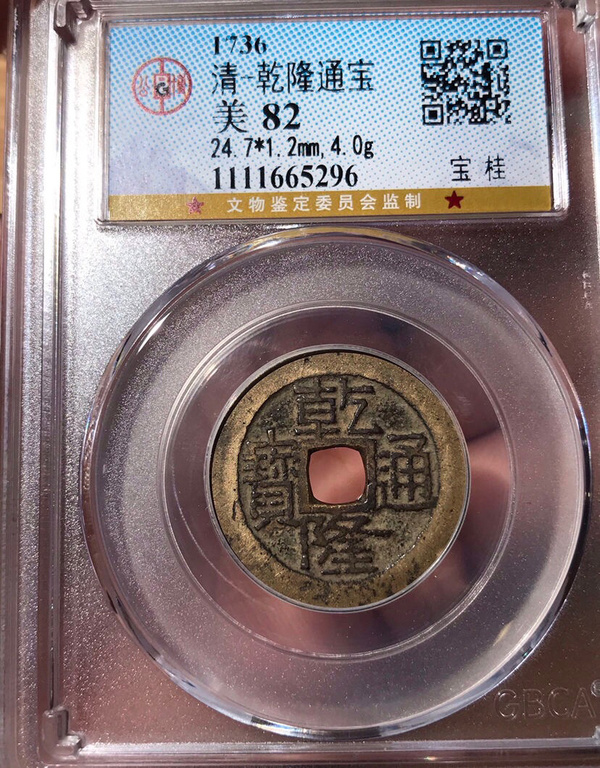 1736
清-乾隆通宝
美 82
24.7*1.2mm,4.0g
1111665296
宝桂
文物鉴定委员会监制
乾隆通寶
GBCA